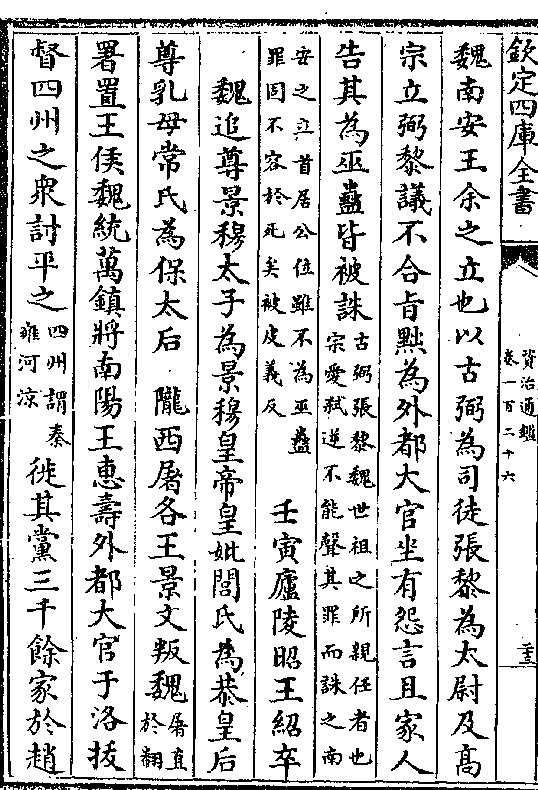 欽定四庫全書
資治通鑑
卷一百二十六
二十三
魏南安王余之立也以古弼為司徒張黎為太尉及高
宗立弼黎議不合旨黜為外都大官坐有怨言且家人
告其為巫蠱皆被誅
古弼張黎魏世祖之所親任者也
宗愛弒逆不能聲其罪而誅之南
安之立首居公位雖不為巫蠱
罪固不容於死矣被皮義反
壬寅廬陵昭王紹卒
魏追尊景穆太子為景穆皇帝皇妣閭氏為恭皇后
尊乳母常氏為保太后 隴西屠各王景文叛魏
屠直
於翻
署置王侯魏統萬鎮將南陽王惠壽外都大官于洛拔
督四州之衆討平之
四州謂秦
雍河涼
徙其黨三千餘家於趙